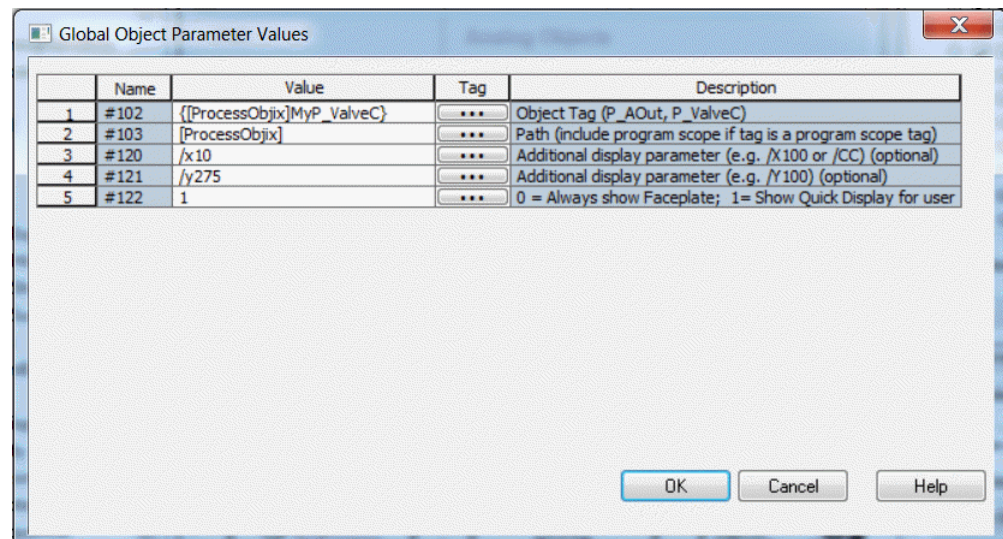 Global Object Parameter Values
Name Value Tag Description
1 #102 {[ProcessObjix]MyP_ValveC} ... Object Tag (P_AOut, P_ValveC)
2 #103 [ProcessObjix] ... Path (include program scope if tag is a program scope tag)
3 #120 /x10 ... Additional display parameter (e.g. /X100 or /CC) (optional)
4 #121 /y275 ... Additional display parameter (e.g. /Y100) (optional)
5 #122 1 ... 0 = Always show Faceplate; 1= Show Quick Display for user
OK Cancel Help